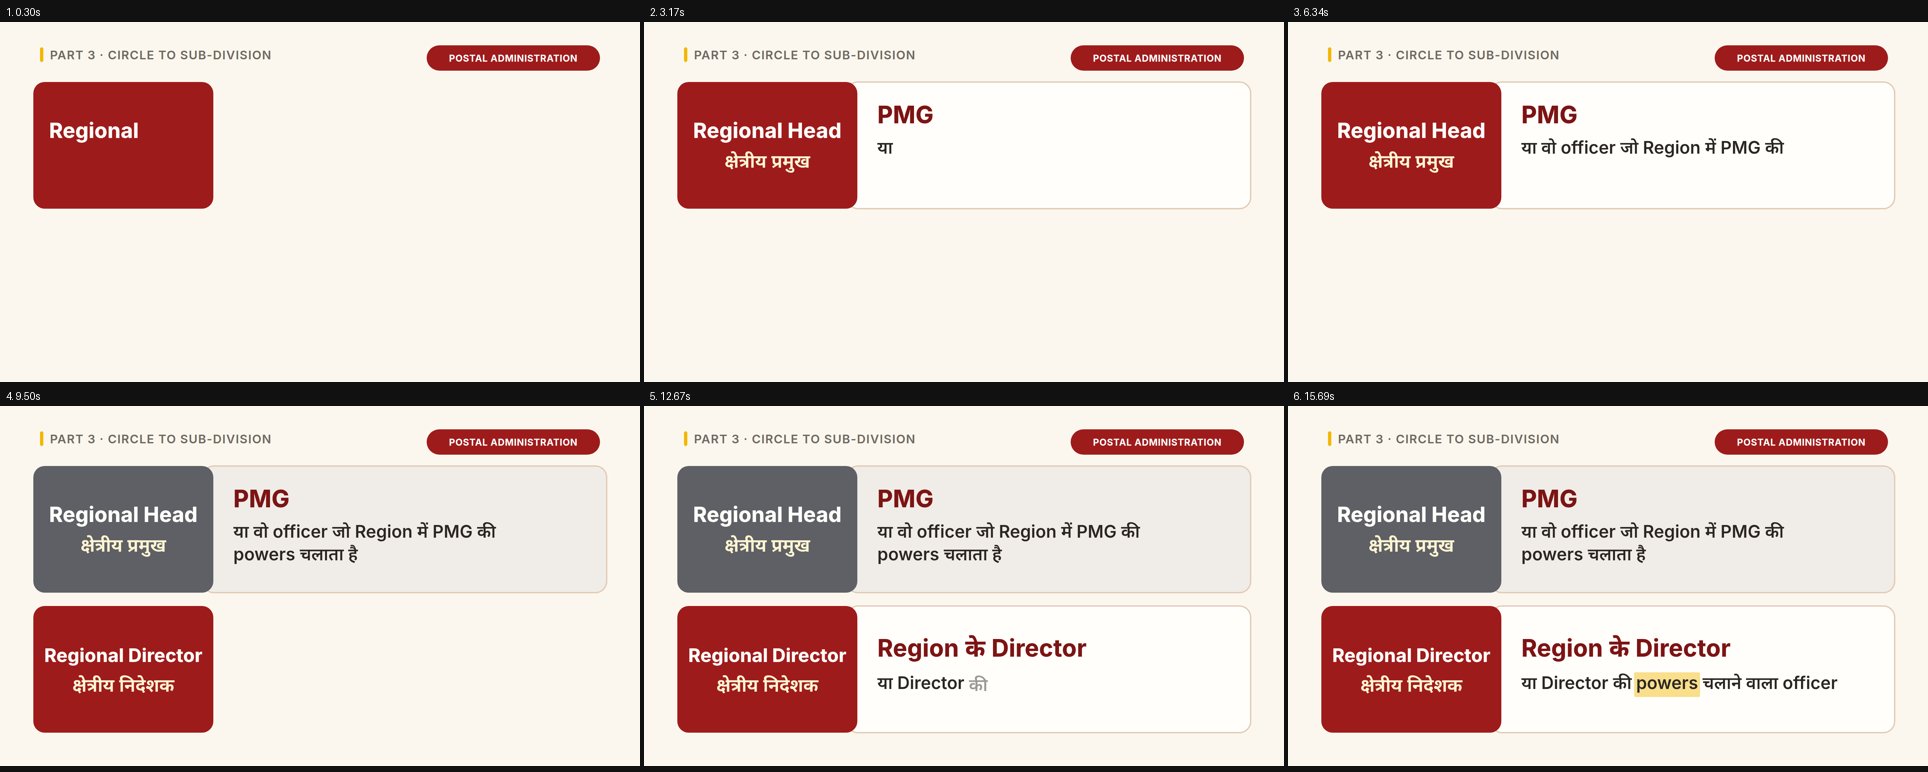 1. 0.30s
PART 3 · CIRCLE TO SUB-DIVISION
POSTAL ADMINISTRATION
Regional
2. 3.17s
PART 3 · CIRCLE TO SUB-DIVISION
POSTAL ADMINISTRATION
Regional Head
क्षेत्रीय प्रमुख
PMG
या
3. 6.34s
PART 3 · CIRCLE TO SUB-DIVISION
POSTAL ADMINISTRATION
Regional Head
क्षेत्रीय प्रमुख
PMG
या वो officer जो Region में PMG की
4. 9.50s
PART 3 · CIRCLE TO SUB-DIVISION
POSTAL ADMINISTRATION
Regional Head
क्षेत्रीय प्रमुख
PMG
या वो officer जो Region में PMG की
powers चलाता है
Regional Director
क्षेत्रीय निदेशक
5. 12.67s
PART 3 · CIRCLE TO SUB-DIVISION
POSTAL ADMINISTRATION
Regional Head
क्षेत्रीय प्रमुख
PMG
या वो officer जो Region में PMG की
powers चलाता है
Regional Director
क्षेत्रीय निदेशक
Region के Director
या Director की
6. 15.69s
PART 3 · CIRCLE TO SUB-DIVISION
POSTAL ADMINISTRATION
Regional Head
क्षेत्रीय प्रमुख
PMG
या वो officer जो Region में PMG की
powers चलाता है
Regional Director
क्षेत्रीय निदेशक
Region के Director
या Director की powers चलाने वाला officer